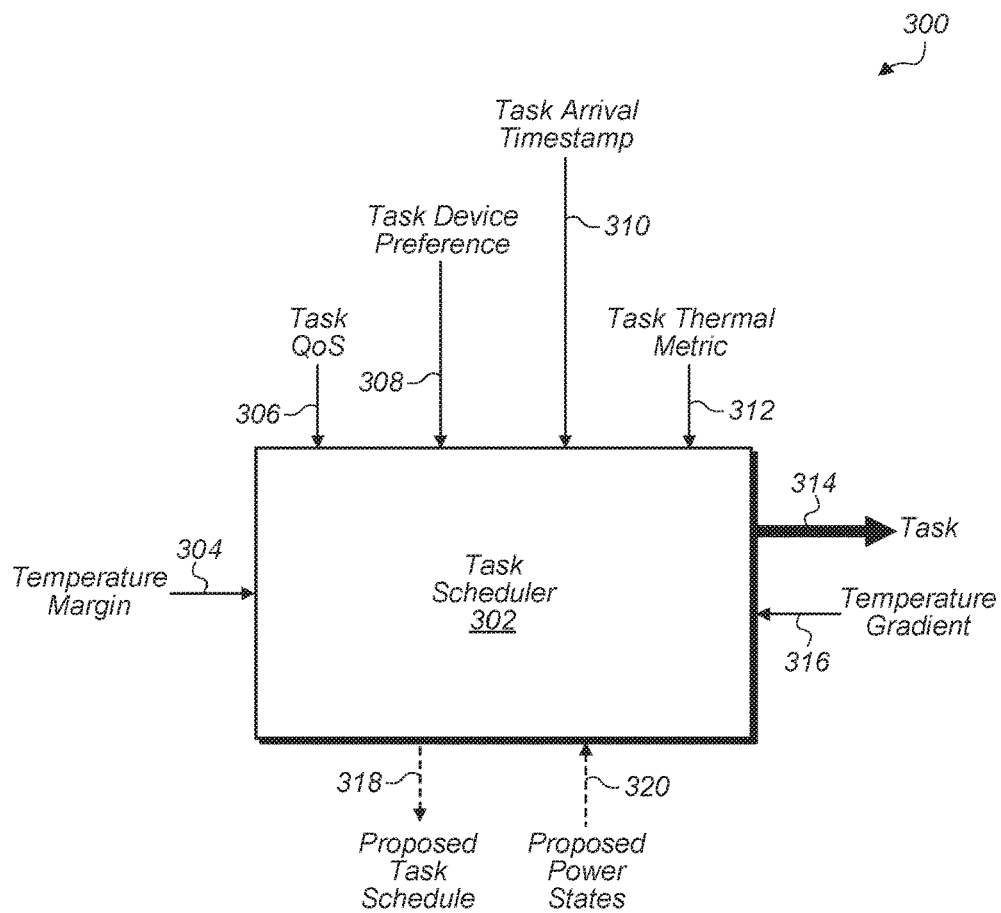 300
Task Arrival
Timestamp
310
Task Device
Preference
308
Task
QoS
306
Task Thermal
Metric
312
314
Task
304
Temperature
Margin
Task
Scheduler
302
Temperature
Gradient
316
318
320
Proposed
Task
Schedule
Proposed
Power
States